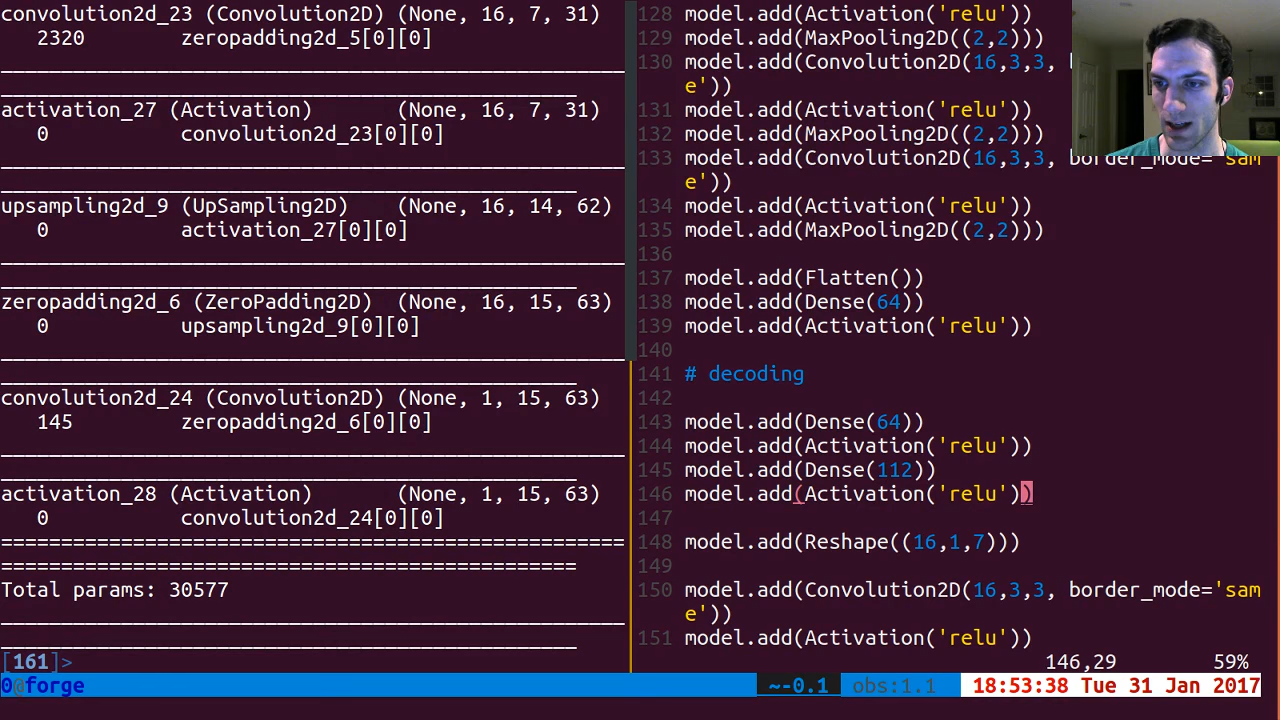 convolution2d_23 (Convolution2D) (None, 16, 7, 31)
2320 zeropadding2d_5[0][0]
activation_27 (Activation) (None, 16, 7, 31)
0 convolution2d_23[0][0]
upsampling2d_9 (UpSampling2D) (None, 16, 14, 62)
0 activation_27[0][0]
zeropadding2d_6 (ZeroPadding2D) (None, 16, 15, 63)
0 upsampling2d_9[0][0]
convolution2d_24 (Convolution2D) (None, 1, 15, 63)
145 zeropadding2d_6[0][0]
activation_28 (Activation) (None, 1, 15, 63)
0 convolution2d_24[0][0]
Total params: 30577
[161]>
128 model.add(Activation('relu'))
129 model.add(MaxPooling2D((2,2)))
130 model.add(Convolution2D(16,3,3,
e'))
131 model.add(Activation('relu'))
132 model.add(MaxPooling2D((2,2)))
133 model.add(Convolution2D(16,3,3, border_mode='sam
e'))
134 model.add(Activation('relu'))
135 model.add(MaxPooling2D((2,2)))
136
137 model.add(Flatten())
138 model.add(Dense(64))
139 model.add(Activation('relu'))
140
141 # decoding
142
143 model.add(Dense(64))
144 model.add(Activation('relu'))
145 model.add(Dense(112))
146 model.add(Activation('relu'))
147
148 model.add(Reshape((16,1,7)))
149
150 model.add(Convolution2D(16,3,3, border_mode='sam
e'))
151 model.add(Activation('relu'))
146,29 59%
0@forge ~-0.1 obs:1.1 18:53:38 Tue 31 Jan 2017